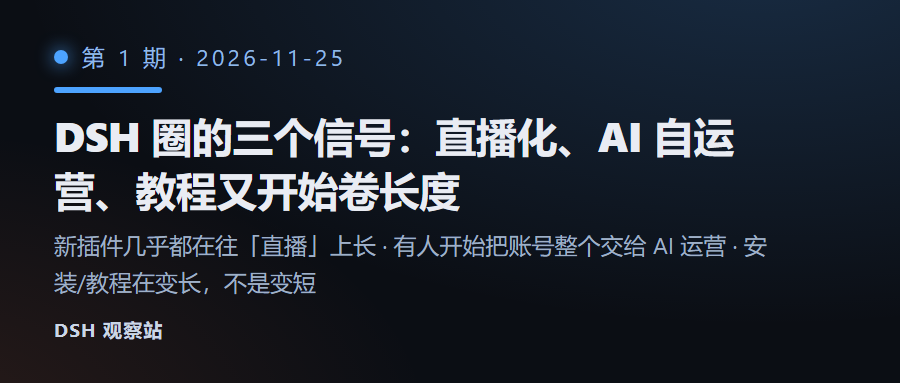 第 1 期 · 2026-11-25
DSH 圈的三个信号：直播化、AI 自运
营、教程又开始卷长度
新插件几乎都在往「直播」上长 · 有人开始把账号整个交给 AI 运营 · 安
装/教程在变长，不是变短
DSH 观察站